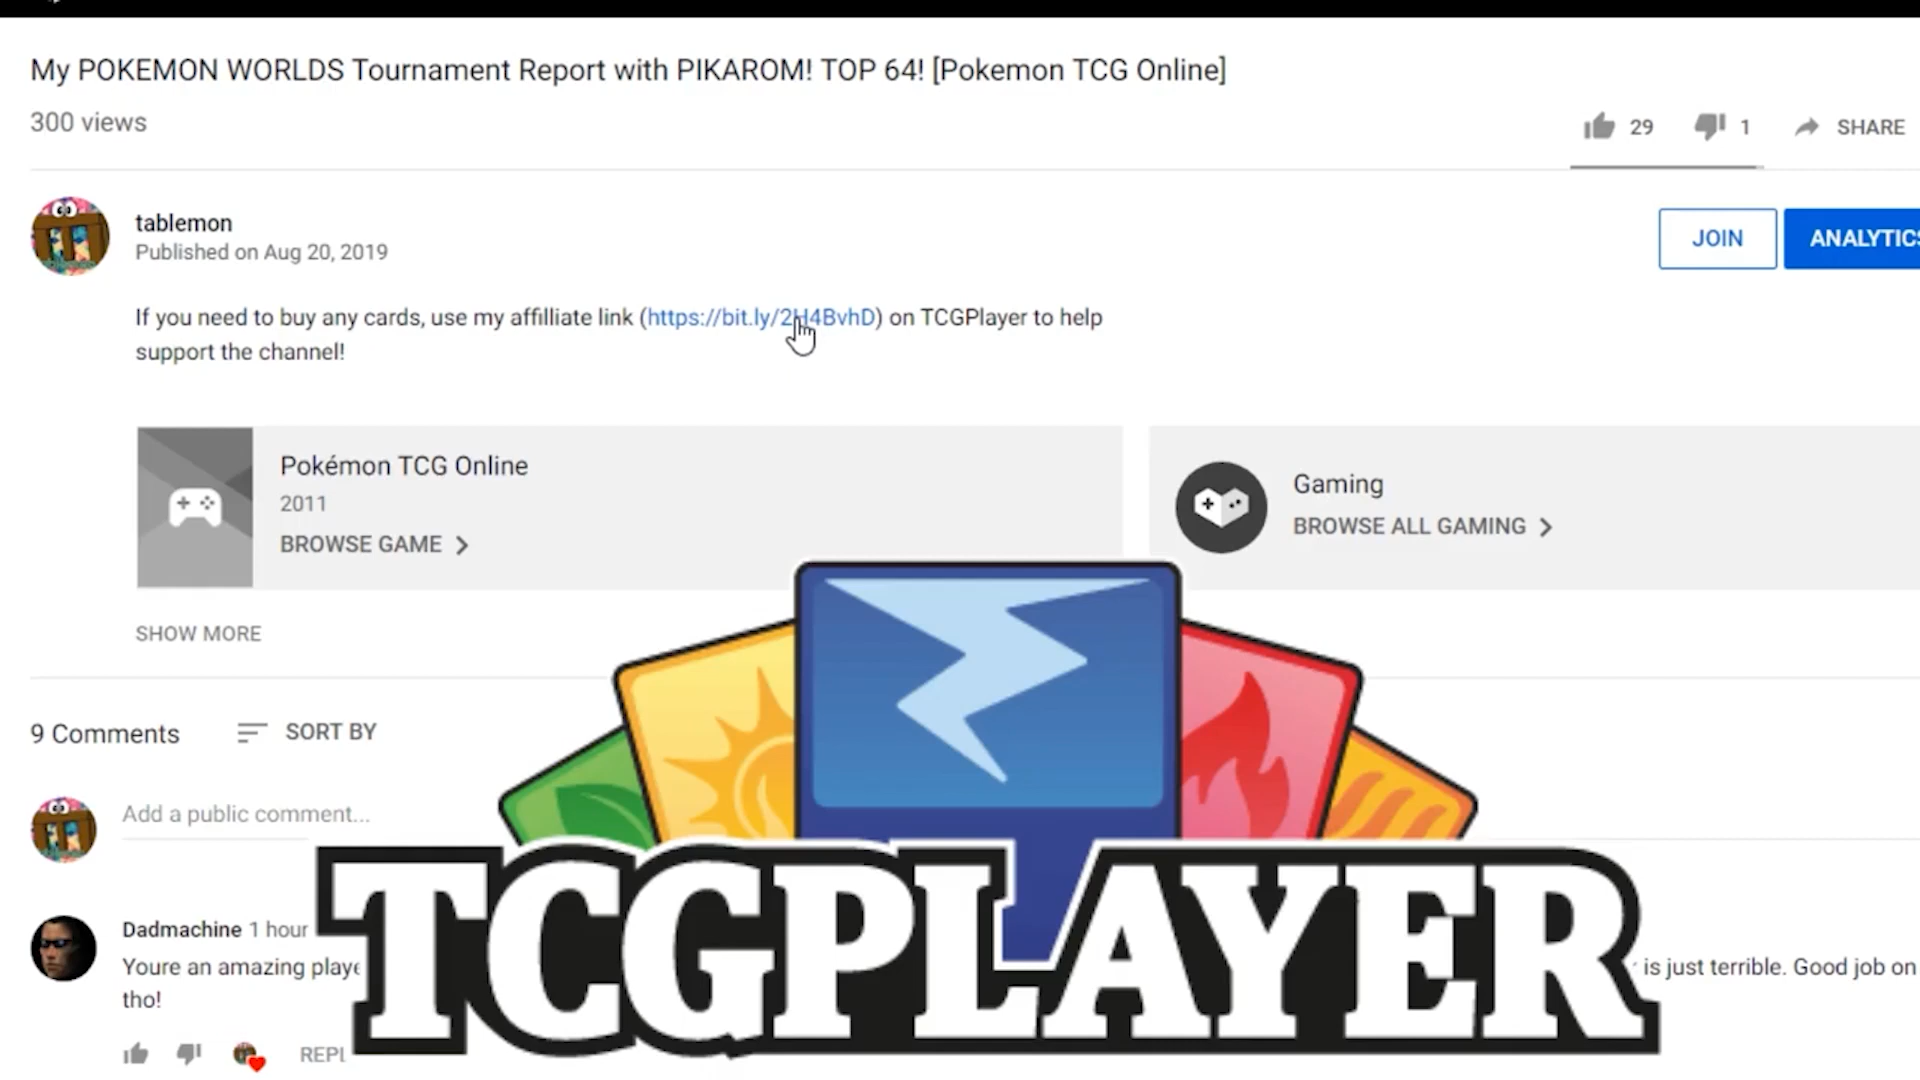 My POKEMON WORLDS Tournament Report with PIKAROM! TOP 64! [Pokemon TCG Online]
300 views
29 1 SHARE
tablemon
Published on Aug 20, 2019
JOIN ANALYTICS
If you need to buy any cards, use my affilliate link (https://bit.ly/2H4BvhD) on TCGPlayer to help
support the channel!
Pokémon TCG Online
2011
BROWSE GAME
Gaming
BROWSE ALL GAMING
SHOW MORE
9 Comments SORT BY
Add a public comment...
Dadmachine 1 hour
Youre an amazing playe is just terrible. Good job on
tho!
REPL
TCGPLAYER